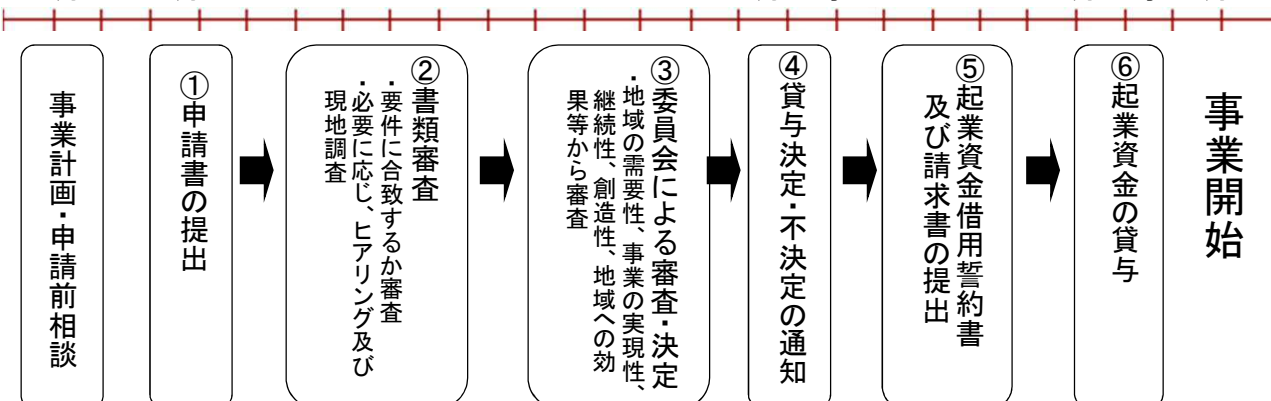 事業計画・申請前相談
①申請書の提出
②書類審査
・要件に合致するか審査
・必要に応じ、ヒアリング及び
現地調査
③委員会による審査・決定
・地域の需要性、事業の実現性、
継続性、創造性、地域への効
果等から審査
④貸与決定・不決定の通知
⑤起業資金借用誓約書
及び請求書の提出
⑥起業資金の貸与
事業開始